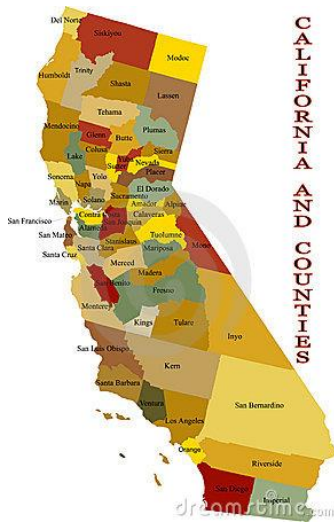 CALIFORNIA AND COUNTIES
Del Norte
Siskiyou
Modoc
Humboldt
Trinity
Shasta
Lassen
Tehama
Mendocino
Glenn
Butte
Plumas
Colusa
Sierra
Lake
Yuba
Sutter
Nevada
Placer
Sonoma
Napa
Yolo
El Dorado
Sacramento
Solano
Amador
Alpine
Marin
Contra Costa
Calaveras
San Francisco
Alameda
San Joaquin
Tuolumne
Mono
San Mateo
Santa Clara
Stanislaus
Mariposa
Santa Cruz
Merced
Madera
San Benito
Fresno
Monterey
Kings
Tulare
Inyo
San Luis Obispo
Kern
Santa Barbara
Ventura
San Bernardino
Los Angeles
Orange
Riverside
San Diego
Imperial
dreamstime.com